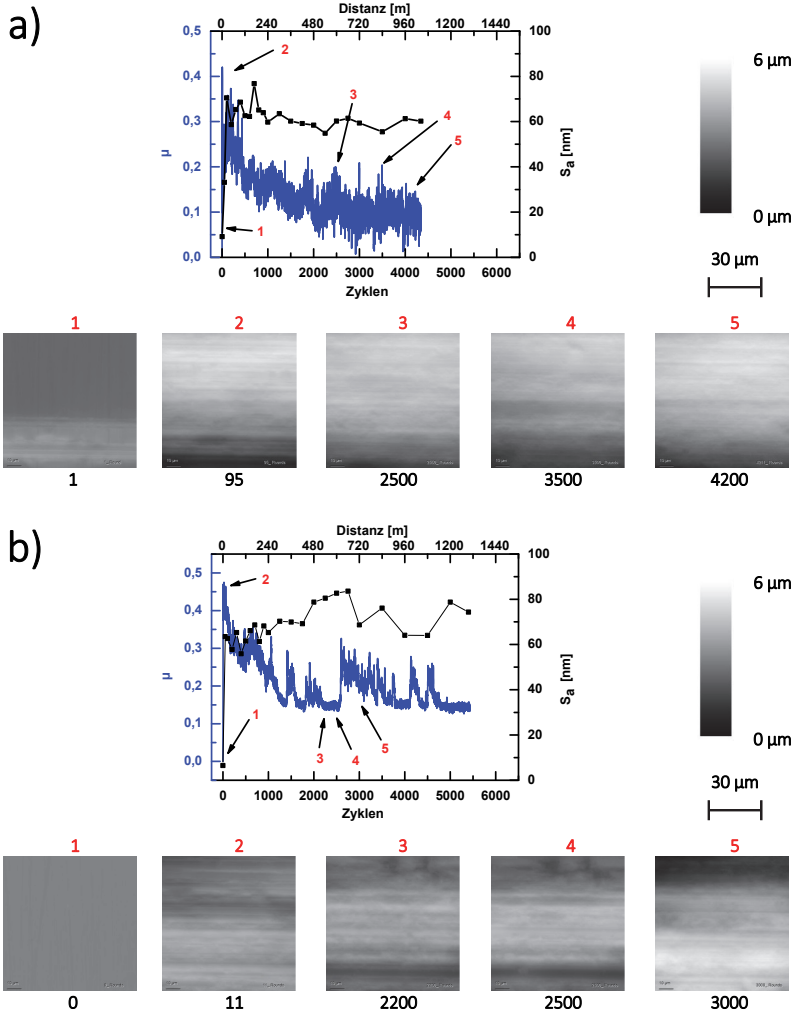 a)
Distanz [m]
0 240 480 720 960 1200 1440
0,5 100
0,4 80
0,3 60
0,2 40
0,1 20
0,0 0
μ
Sa [nm]
2
3
4
5
1
0 1000 2000 3000 4000 5000 6000
Zyklen
6 µm
0 µm
30 µm
1 2 3 4 5
1 95 2500 3500 4200
b)
Distanz [m]
0 240 480 720 960 1200 1440
100
0,5
80
0,4
60
0,3
0,2 40
0,1 20
0,0
0
μ
Sa [nm]
2
1
3 4 5
0 1000 2000 3000 4000 5000 6000
Zyklen
6 µm
0 µm
30 µm
1 2 3 4 5
0 11 2200 2500 3000